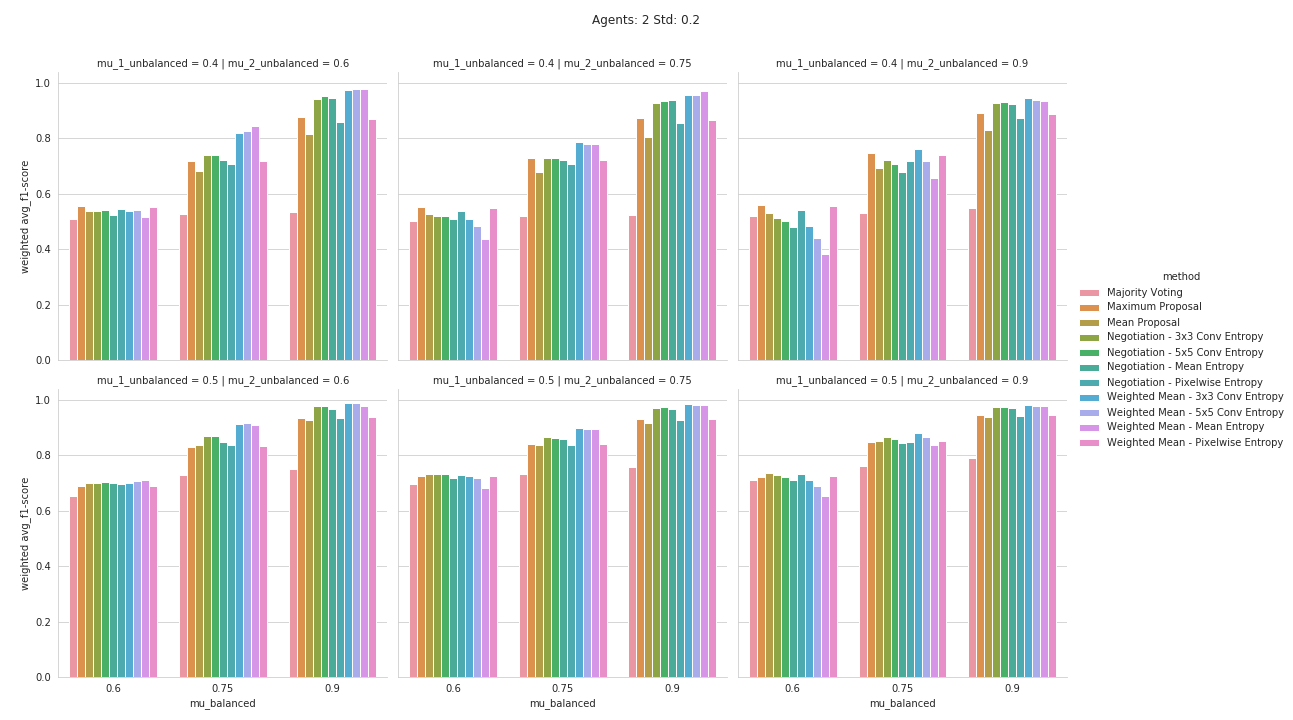 Agents: 2 Std: 0.2
mu_1_unbalanced = 0.4 | mu_2_unbalanced = 0.6
mu_1_unbalanced = 0.4 | mu_2_unbalanced = 0.75
mu_1_unbalanced = 0.4 | mu_2_unbalanced = 0.9
1.0
0.8
0.6
0.4
0.2
0.0
weighted avg_f1-score
mu_1_unbalanced = 0.5 | mu_2_unbalanced = 0.6
mu_1_unbalanced = 0.5 | mu_2_unbalanced = 0.75
mu_1_unbalanced = 0.5 | mu_2_unbalanced = 0.9
1.0
0.8
0.6
0.4
0.2
0.0
weighted avg_f1-score
0.6
0.75
0.9
mu_balanced
0.6
0.75
0.9
mu_balanced
0.6
0.75
0.9
mu_balanced
method
Majority Voting
Maximum Proposal
Mean Proposal
Negotiation - 3x3 Conv Entropy
Negotiation - 5x5 Conv Entropy
Negotiation - Mean Entropy
Negotiation - Pixelwise Entropy
Weighted Mean - 3x3 Conv Entropy
Weighted Mean - 5x5 Conv Entropy
Weighted Mean - Mean Entropy
Weighted Mean - Pixelwise Entropy